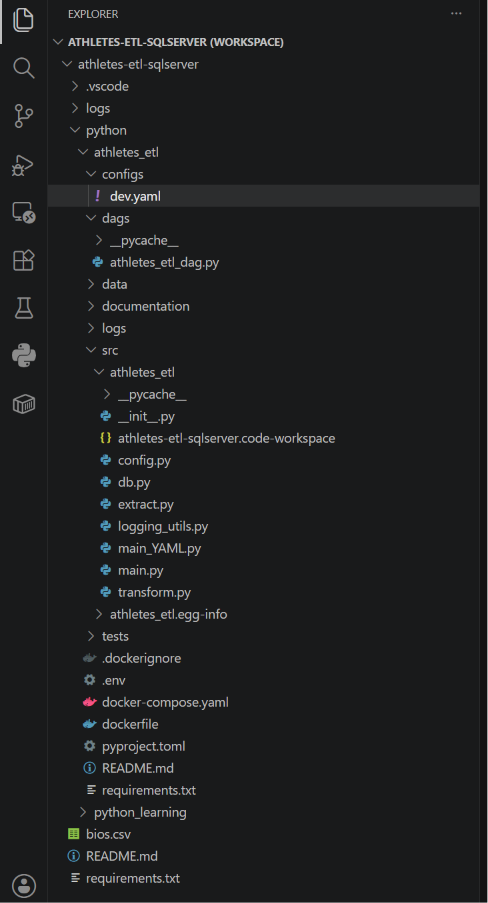 EXPLORER
ATHLETES-ETL-SQLSERVER (WORKSPACE)
athletes-etl-sqlserver
.vscode
logs
python
athletes_etl
configs
! dev.yaml
dags
__pycache__
athletes_etl_dag.py
data
documentation
logs
src
athletes_etl
__pycache__
__init__.py
{} athletes-etl-sqlserver.code-workspace
config.py
db.py
extract.py
logging_utils.py
main_YAML.py
main.py
transform.py
athletes_etl.egg-info
tests
.dockerignore
.env
docker-compose.yaml
dockerfile
pyproject.toml
README.md
requirements.txt
python_learning
bios.csv
README.md
requirements.txt